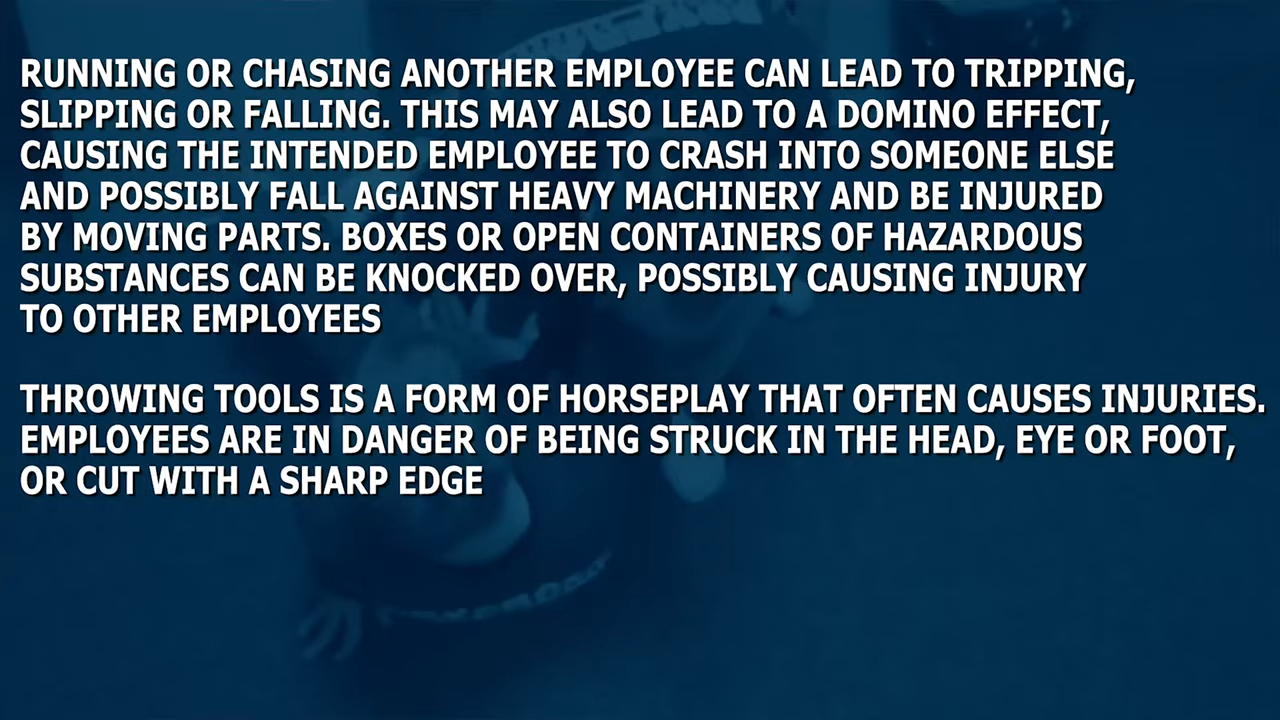 RUNNING OR CHASING ANOTHER EMPLOYEE CAN LEAD TO TRIPPING,
SLIPPING OR FALLING. THIS MAY ALSO LEAD TO A DOMINO EFFECT,
CAUSING THE INTENDED EMPLOYEE TO CRASH INTO SOMEONE ELSE
AND POSSIBLY FALL AGAINST HEAVY MACHINERY AND BE INJURED
BY MOVING PARTS. BOXES OR OPEN CONTAINERS OF HAZARDOUS
SUBSTANCES CAN BE KNOCKED OVER, POSSIBLY CAUSING INJURY
TO OTHER EMPLOYEES
THROWING TOOLS IS A FORM OF HORSEPLAY THAT OFTEN CAUSES INJURIES.
EMPLOYEES ARE IN DANGER OF BEING STRUCK IN THE HEAD, EYE OR FOOT,
OR CUT WITH A SHARP EDGE